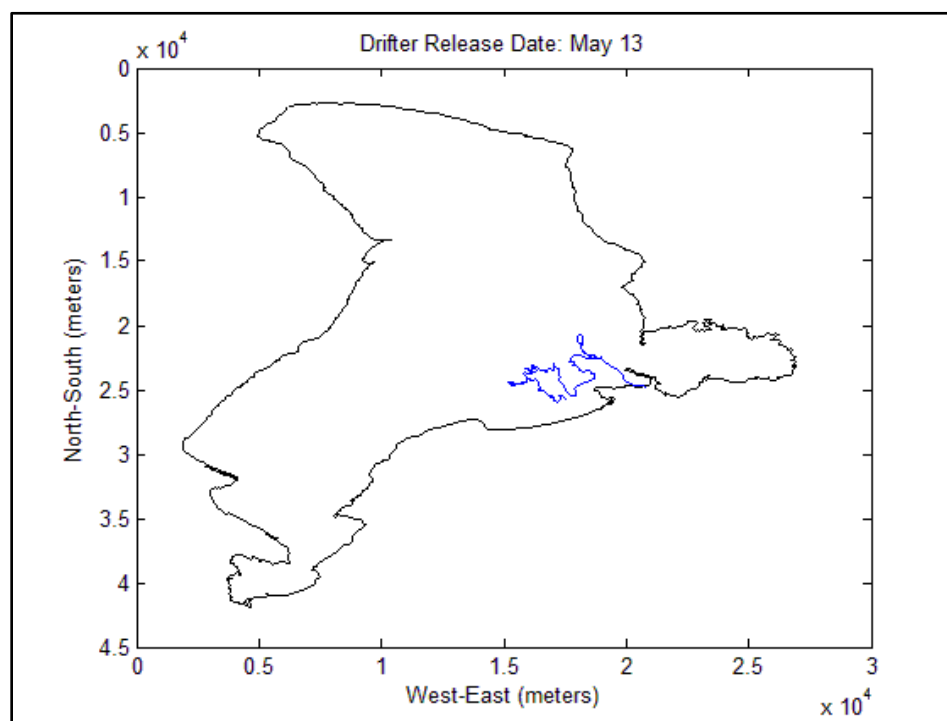 x 10^4
Drifter Release Date: May 13
0
0.5
1
1.5
2
2.5
3
3.5
4
4.5
North-South (meters)
0 0.5 1 1.5 2 2.5 3
West-East (meters)
x 10^4